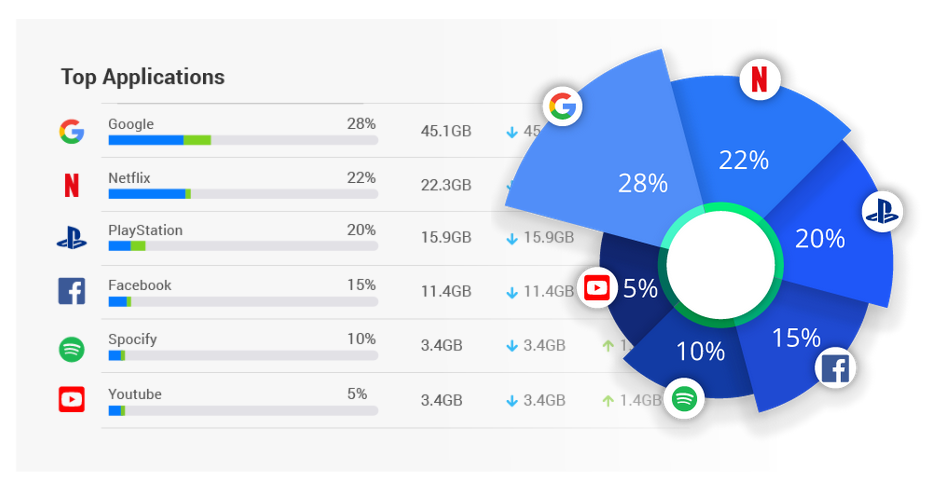 Top Applications
Google 28% 45.1GB 45
Netflix 22% 22.3GB
PlayStation 20% 15.9GB 15.9GB
Facebook 15% 11.4GB 11.4GB
Spocify 10% 3.4GB 3.4GB 1.
Youtube 5% 3.4GB 3.4GB 1.4GB
N
22%
28%
20%
5%
15%
10%